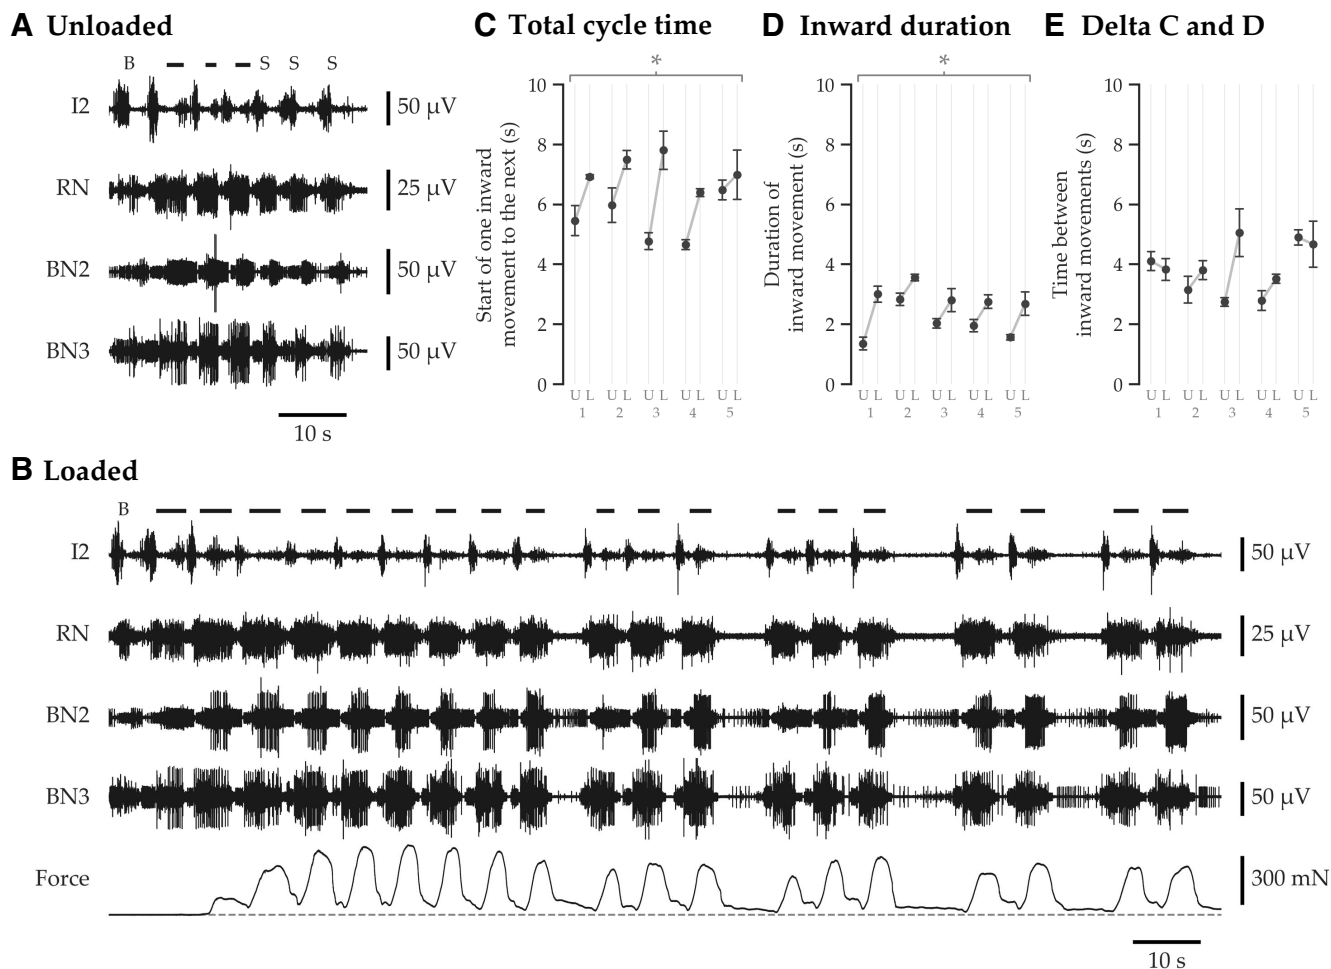 A Unloaded
B S S S
I2 50 μV
RN 25 μV
BN2 50 μV
BN3 50 μV
10 s
C Total cycle time
*
Start of one inward
movement to the next (s)
10
8
6
4
2
0
U L U L U L U L U L
1 2 3 4 5
D Inward duration
*
Duration of
inward movement (s)
10
8
6
4
2
0
U L U L U L U L U L
1 2 3 4 5
E Delta C and D
Time between
inward movements (s)
10
8
6
4
2
0
U L U L U L U L U L
1 2 3 4 5
B Loaded
B
I2 50 μV
RN 25 μV
BN2 50 μV
BN3 50 μV
Force 300 mN
10 s